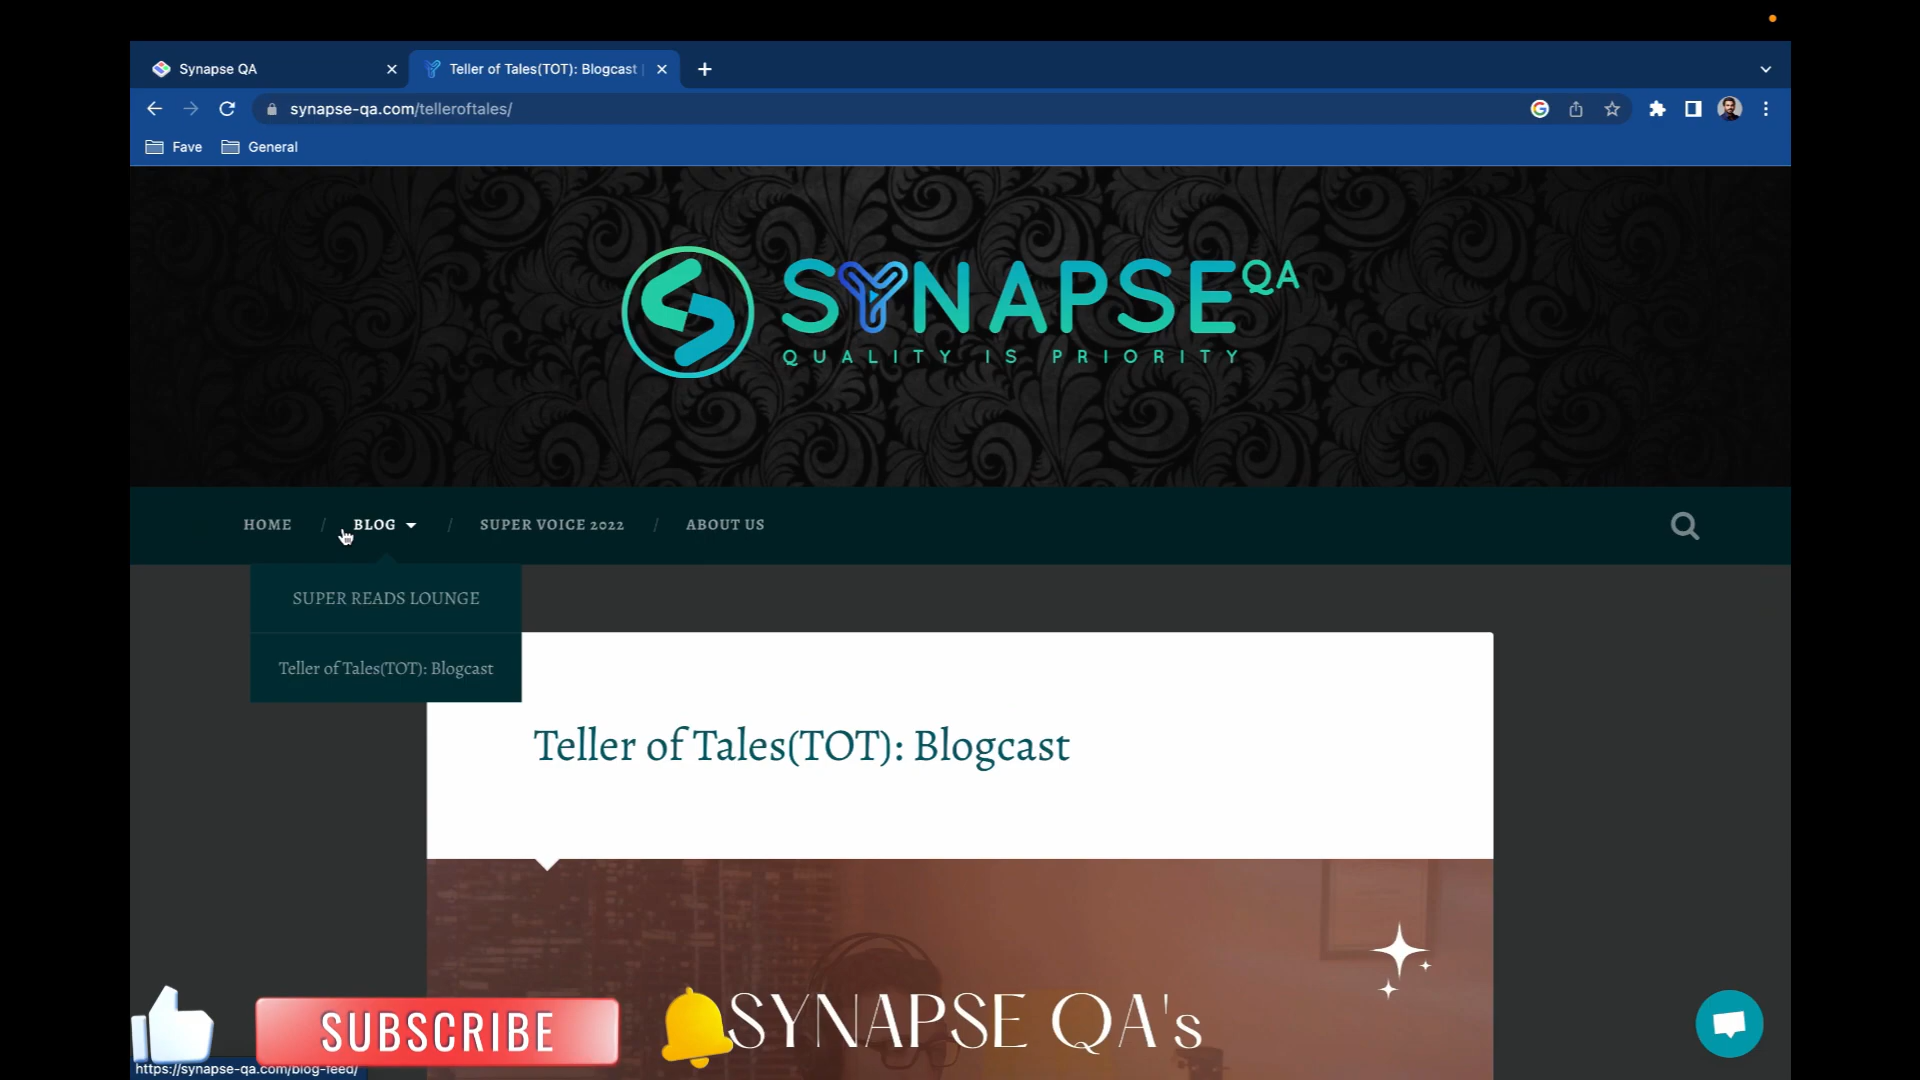 Synapse QA
Teller of Tales(TOT): Blogcast |
synapse-qa.com/telleroftales/
Fave
General
SYNAPSE QA
QUALITY IS PRIORITY
HOME / BLOG / SUPER VOICE 2022 / ABOUT US
SUPER READS LOUNGE
Teller of Tales(TOT): Blogcast
Teller of Tales(TOT): Blogcast
SUBSCRIBE
SYNAPSE QA's
https://synapse-qa.com/blog-feed/